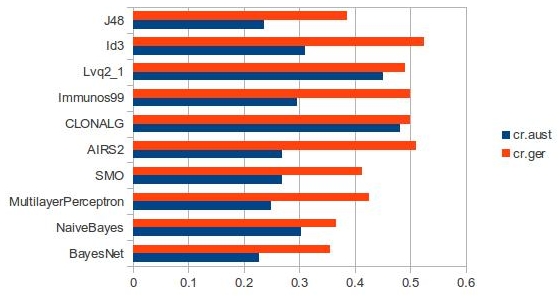 J48
Id3
Lvq2_1
Immunos99
CLONALG
AIRS2
SMO
MultilayerPerceptron
NaiveBayes
BayesNet
0 0.1 0.2 0.3 0.4 0.5 0.6
cr.aust
cr.ger